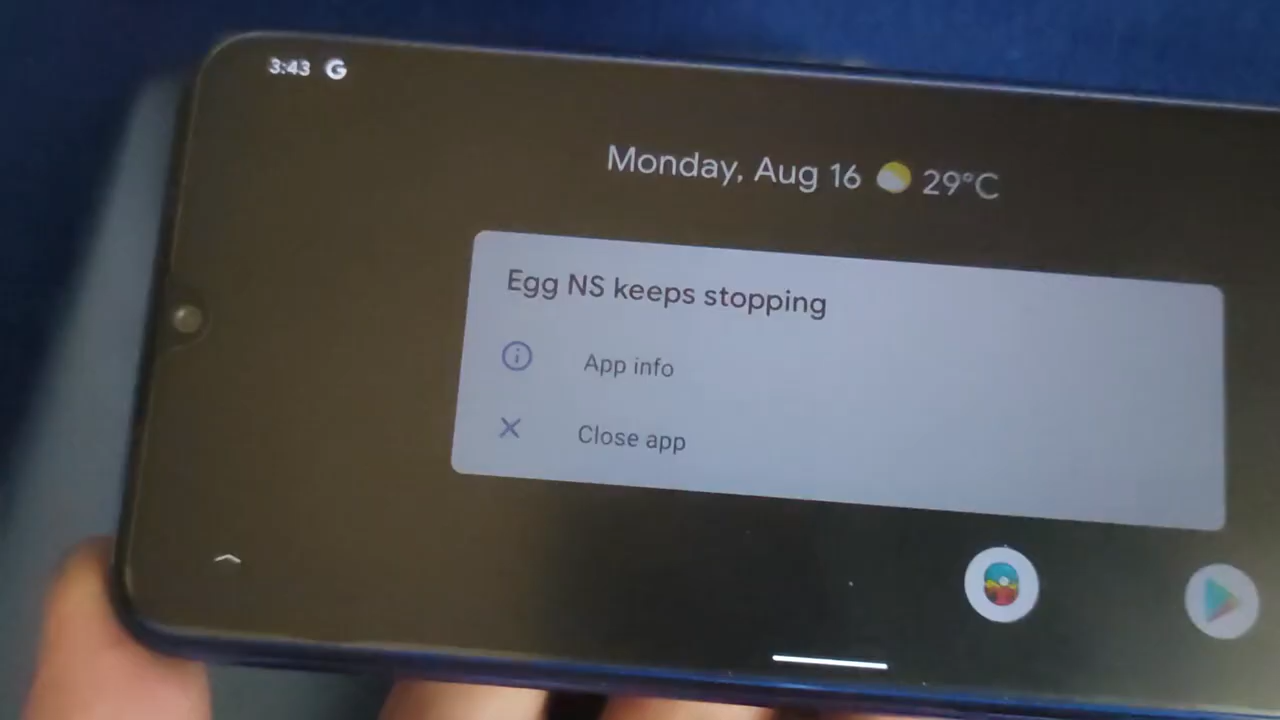 3:43 G
Monday, Aug 16 29°C
Egg NS keeps stopping
App info
Close app